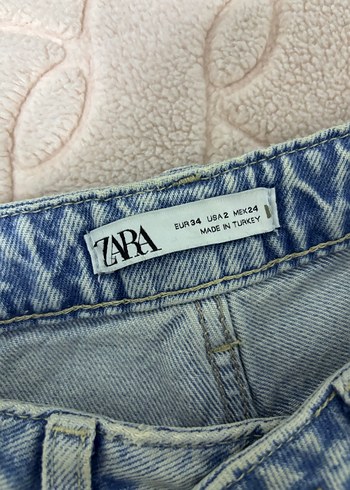 ZARA
EUR 34 USA 2 MEX 24
MADE IN TURKEY